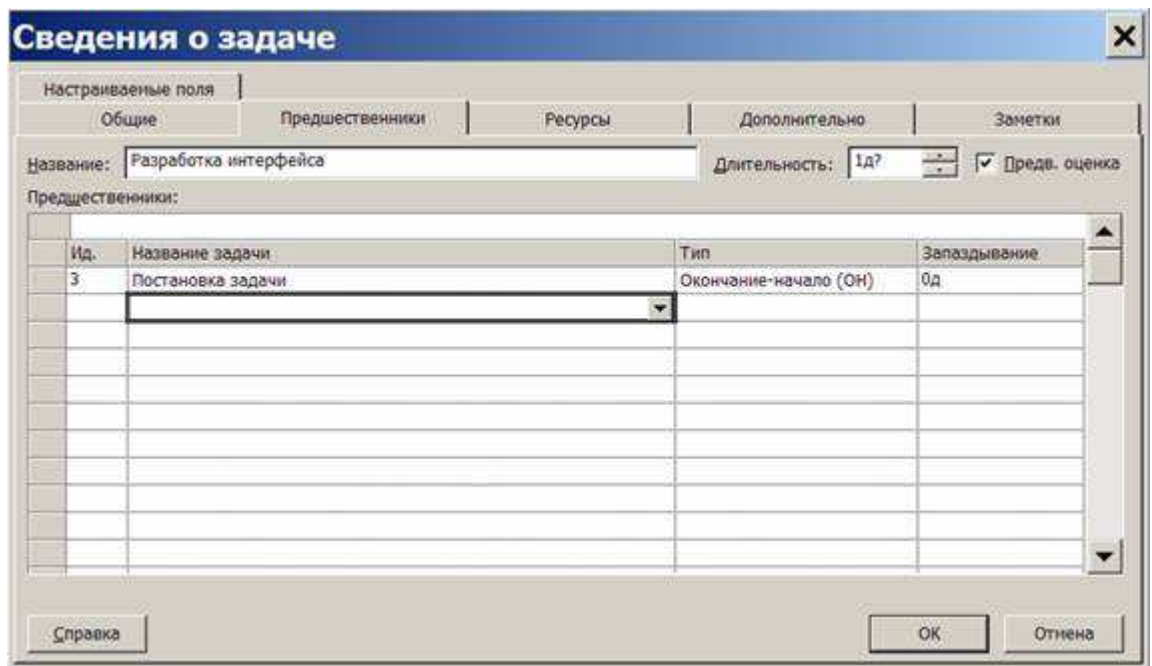 Сведения о задаче
Настраиваемые поля
Общие Предшественники Ресурсы Дополнительно Заметки
Название: Разработка интерфейса Длительность: 1д? Предв. оценка
Предшественники:
Ид. Название задачи Тип Запаздывание
3 Постановка задачи Окончание-начало (ОН) 0д
Справка ОК Отмена